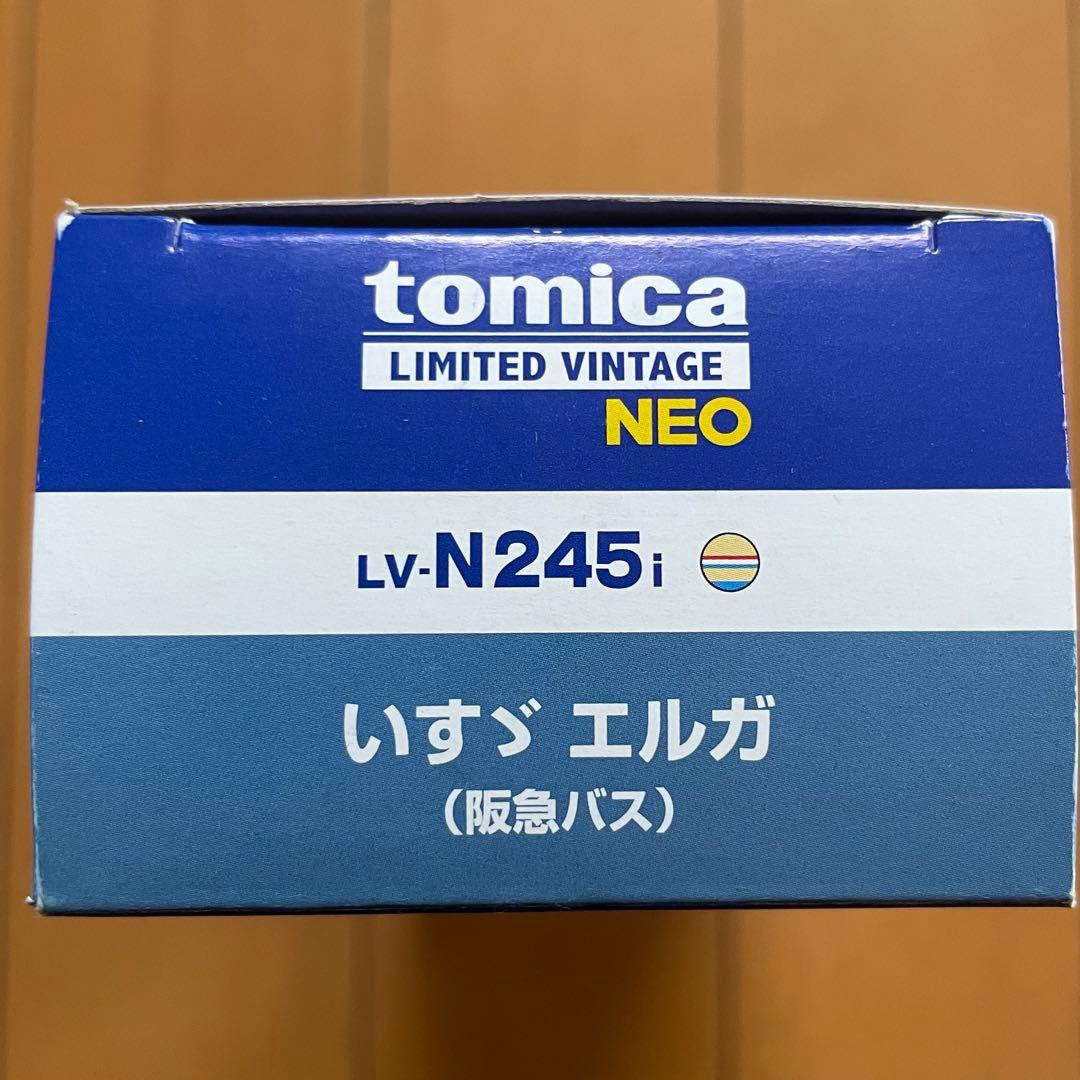 tomica
LIMITED VINTAGE
NEO
LV-N245i
いすゞ エルガ
（阪急バス）